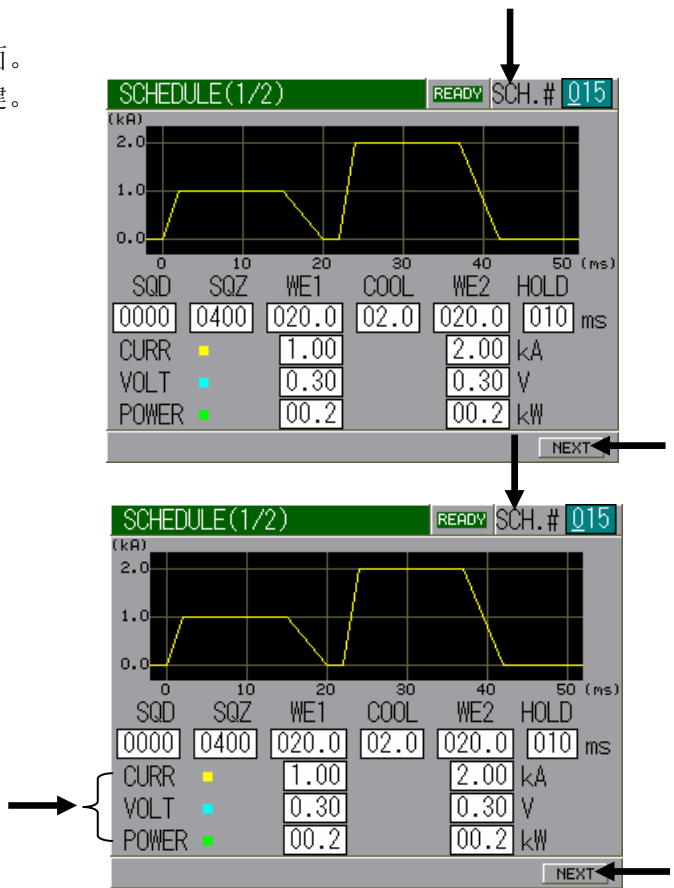 面。
键。
SCHEDULE(1/2) READY SCH.# 015
(kA)
2.0
1.0
0.0
0 10 20 30 40 50 (ms)
SQD SQZ WE1 COOL WE2 HOLD
0000 0400 020.0 02.0 020.0 010 ms
CURR 1.00 2.00 kA
VOLT 0.30 0.30 V
POWER 00.2 00.2 kW
NEXT
SCHEDULE(1/2) READY SCH.# 015
(kA)
2.0
1.0
0.0
0 10 20 30 40 50 (ms)
SQD SQZ WE1 COOL WE2 HOLD
0000 0400 020.0 02.0 020.0 010 ms
CURR 1.00 2.00 kA
VOLT 0.30 0.30 V
POWER 00.2 00.2 kW
NEXT